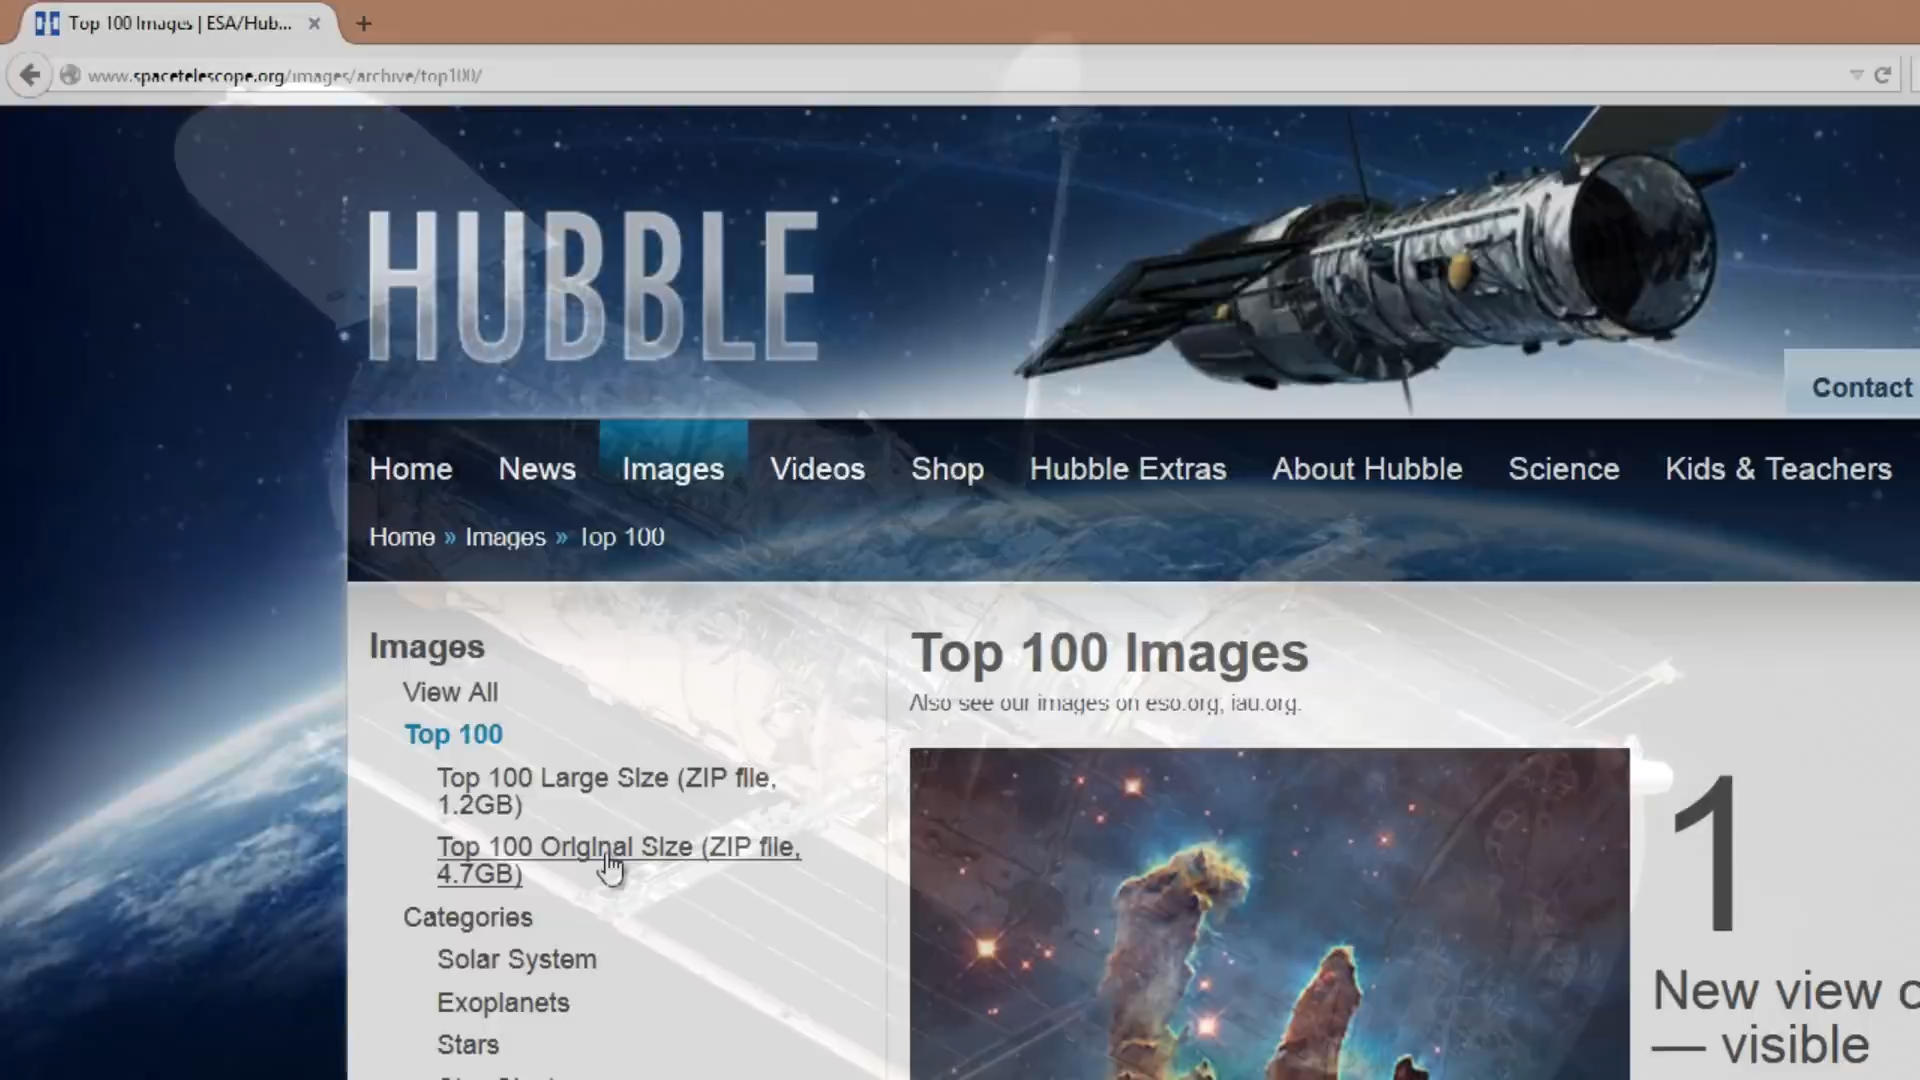 Top 100 Images | ESA/Hub...
www.spacetelescope.org/images/archive/top100/
HUBBLE
Contact
Home News Images Videos Shop Hubble Extras About Hubble Science Kids & Teachers
Home » Images » Top 100
Images
View All
Top 100
Top 100 Large Size (ZIP file,
1.2GB)
Top 100 Original Size (ZIP file,
4.7GB)
Categories
Solar System
Exoplanets
Stars
Top 100 Images
Also see our images on eso.org, iau.org.
1
New view o
— visible